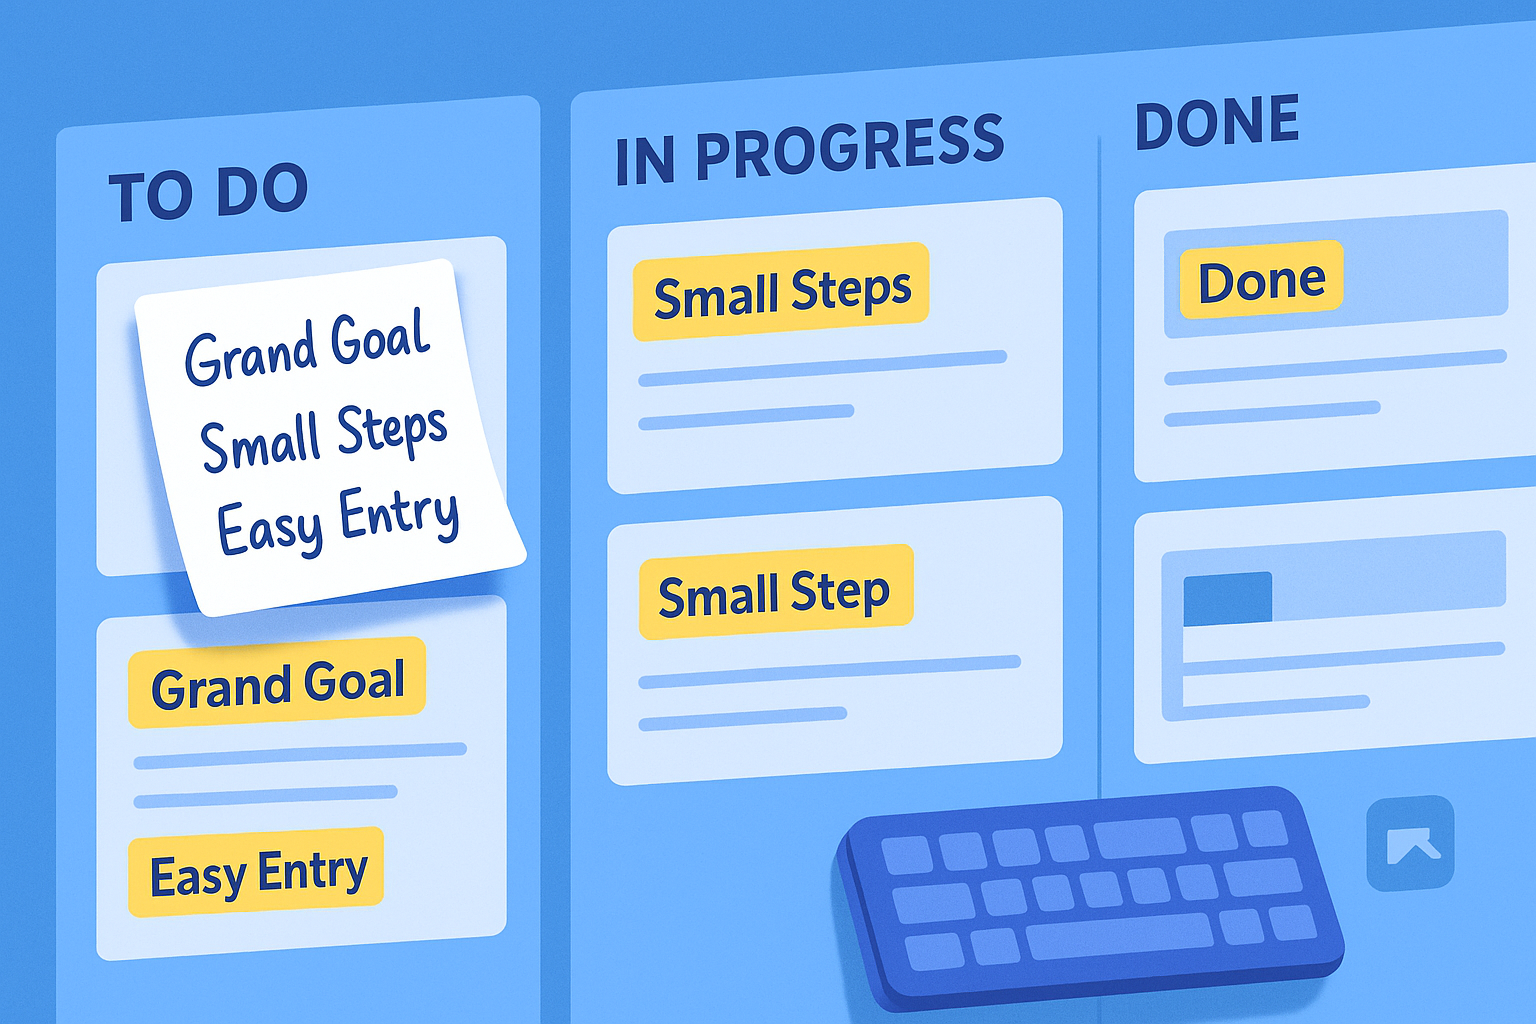 TO DO
Grand Goal
Small Steps
Easy Entry
Grand Goal
Easy Entry
IN PROGRESS
Small Steps
Small Step
DONE
Done